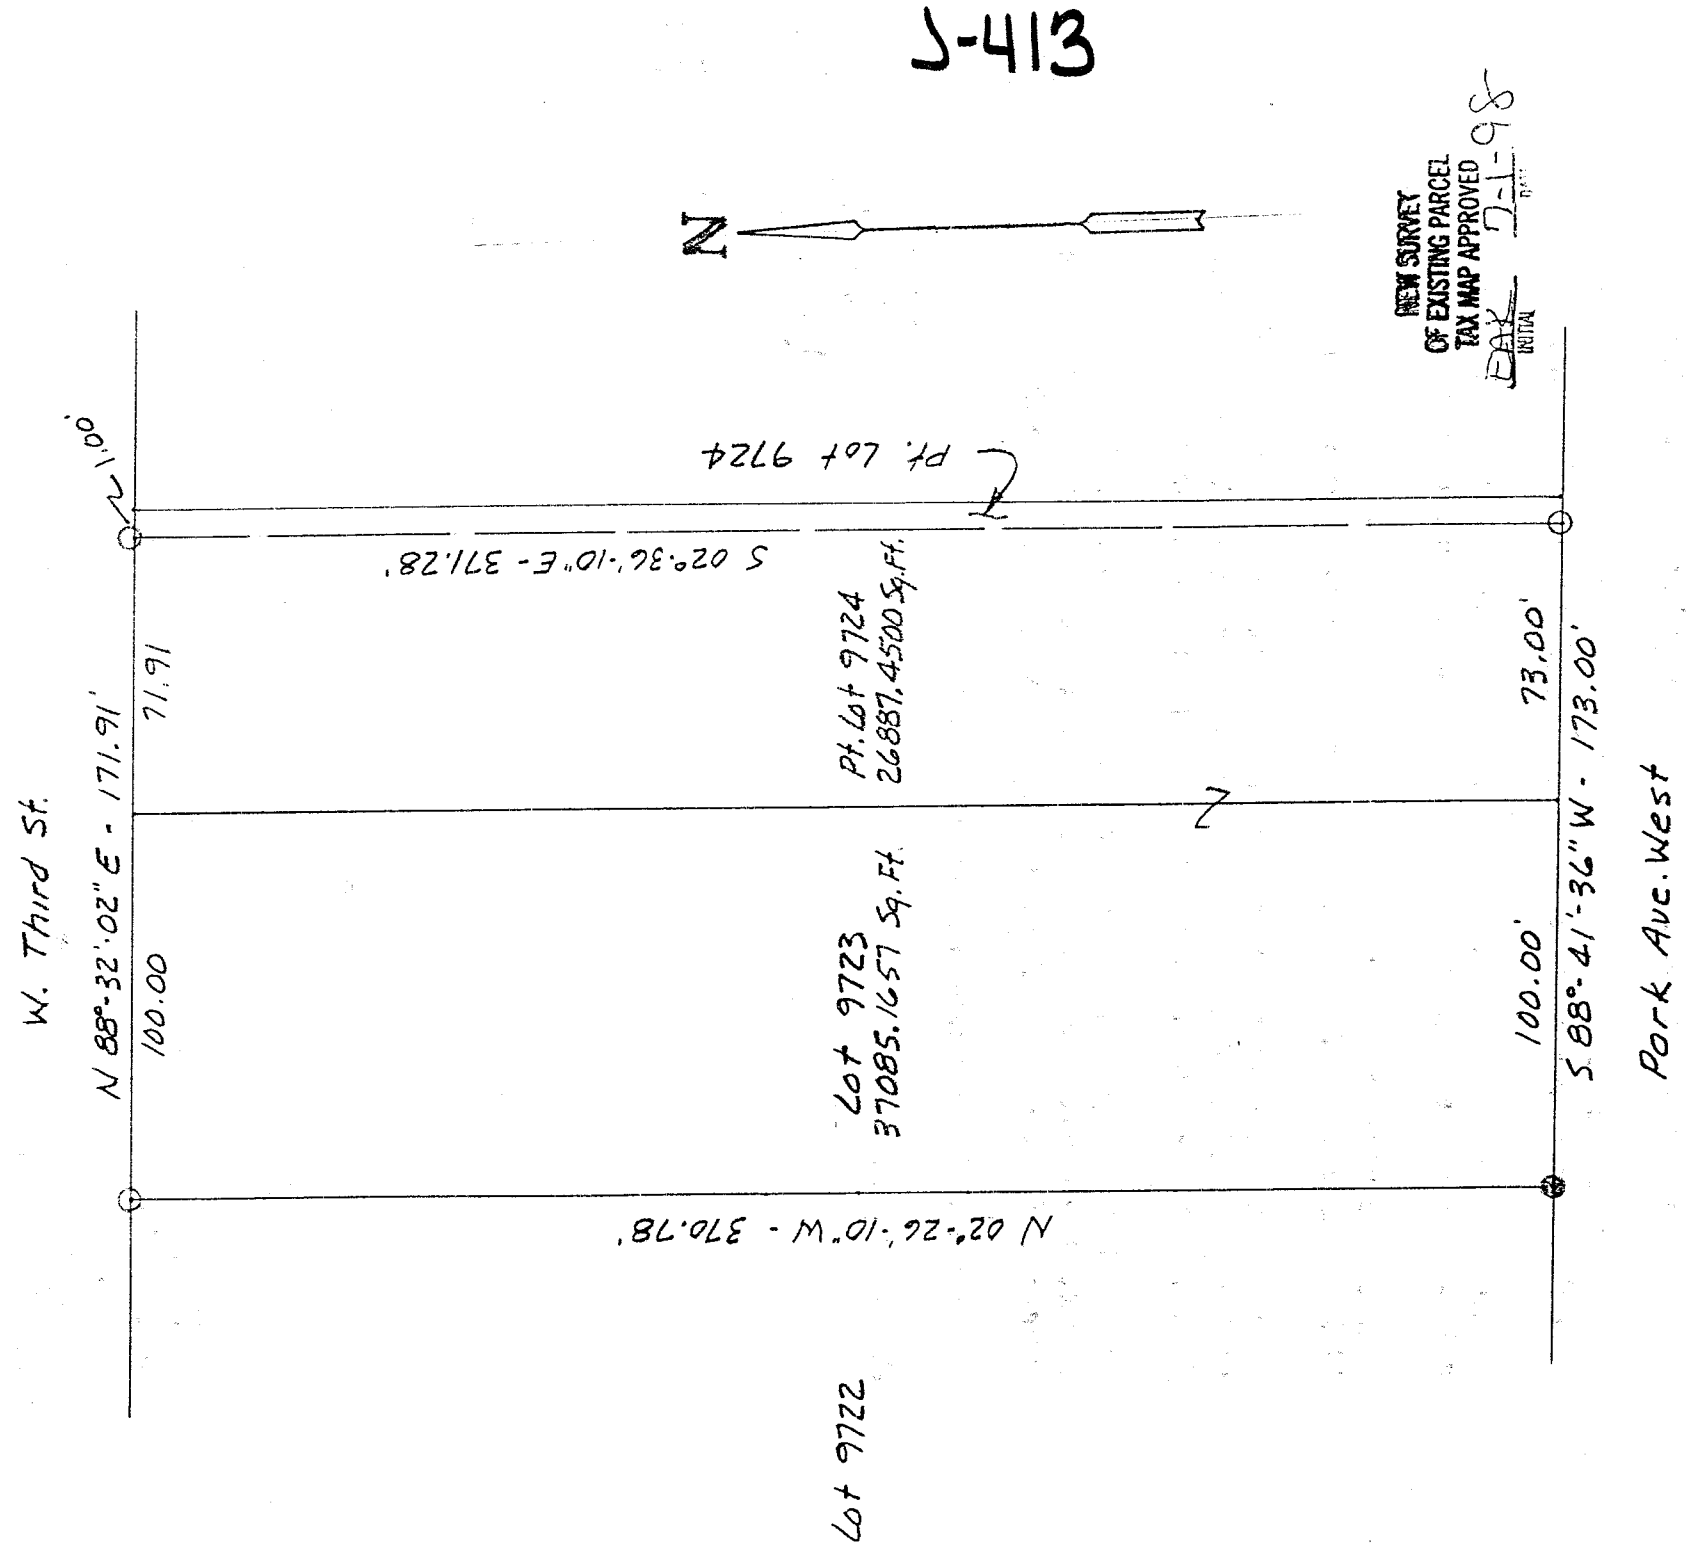 J-413
N
NEW SURVEY
OF EXISTING PARCEL
TAX MAP APPROVED
DAK 7-1-98
INITIAL DATE
W. Third St.
N 88°-32'-02" E - 171.91'
100.00
71.91
1.00'
Pt. Lot 9724
S 02°-36'-10" E - 371.28'
Pt. Lot 9724
26887.4500 Sq.Ft.
Lot 9723
37085.1657 Sq.Ft.
N 02°-26'-10" W - 370.78'
Lot 9722
100.00'
73.00'
S 88°-41'-36" W - 173.00'
Park Ave. West